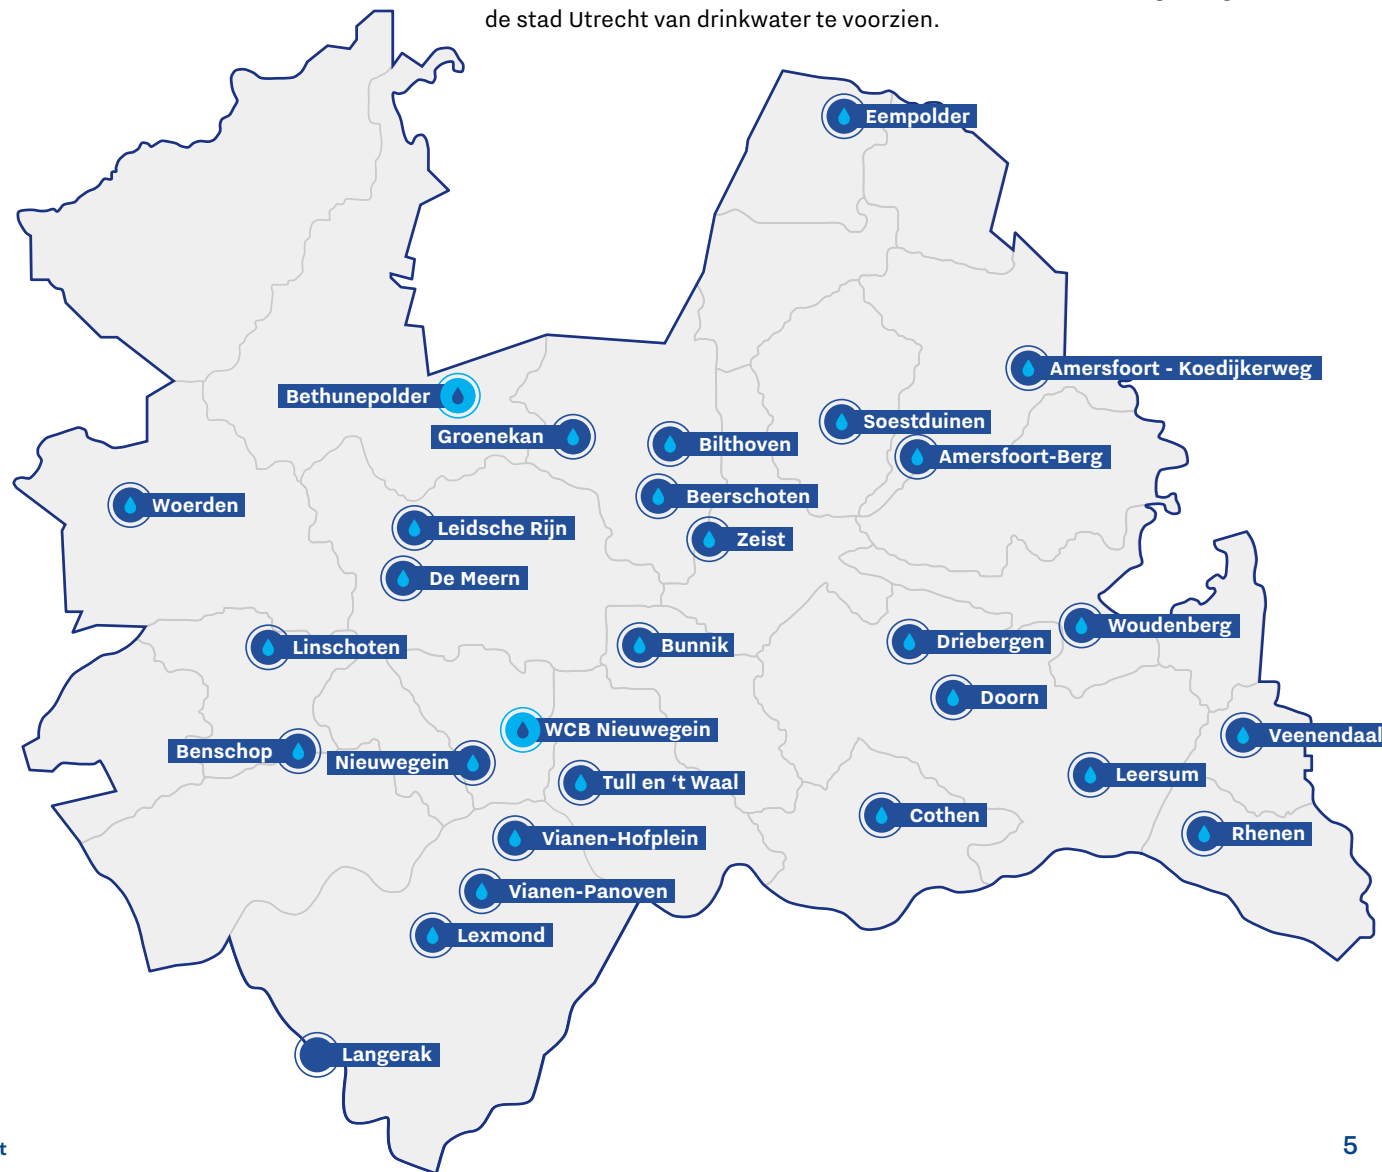 de stad Utrecht van drinkwater te voorzien.
Eempolder
Amersfoort - Koedijkerweg
Bethunepolder
Soestduinen
Groenekan
Bilthoven
Amersfoort-Berg
Beerschoten
Woerden
Leidsche Rijn
Zeist
De Meern
Woudenberg
Driebergen
Linschoten
Bunnik
Doorn
WCB Nieuwegein
Veenendaal
Benschop
Nieuwegein
Leersum
Tull en ‘t Waal
Cothen
Rhenen
Vianen-Hofplein
Vianen-Panoven
Lexmond
Langerak
t
5